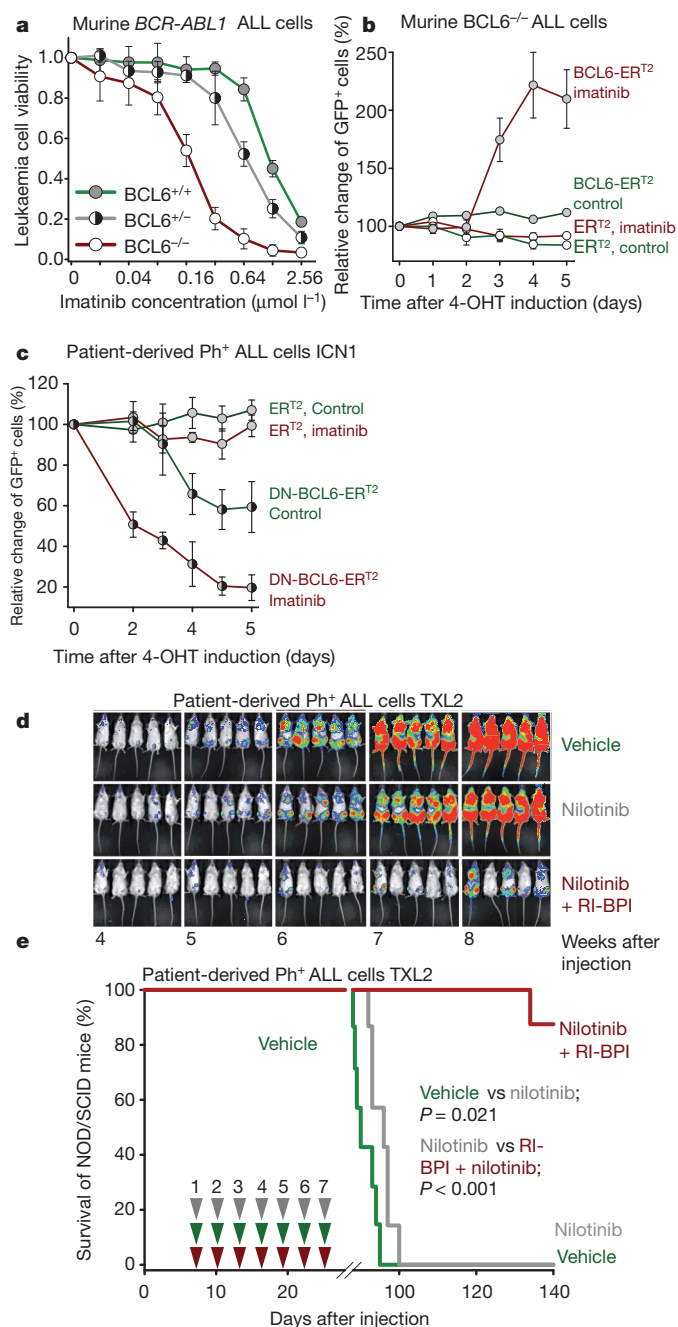 a Murine BCR-ABL1 ALL cells
Leukaemia cell viability
1.0
0.8
0.6
0.4
0.2
0.0
BCL6+/+
BCL6+/−
BCL6−/−
0 0.04 0.16 0.64 2.56
Imatinib concentration (μmol l−1)
b Murine BCL6−/− ALL cells
Relative change of GFP+ cells (%)
250
200
150
100
BCL6-ERT2
imatinib
BCL6-ERT2
control
ERT2, imatinib
ERT2, control
0 1 2 3 4 5
Time after 4-OHT induction (days)
c Patient-derived Ph+ ALL cells ICN1
Relative change of GFP+ cells (%)
120
100
80
60
40
20
ERT2, Control
ERT2, imatinib
DN-BCL6-ERT2
Control
DN-BCL6-ERT2
Imatinib
0 2 4 5
Time after 4-OHT induction (days)
d Patient-derived Ph+ ALL cells TXL2
Vehicle
Nilotinib
Nilotinib
+ RI-BPI
4 5 6 7 8 Weeks after
injection
e Patient-derived Ph+ ALL cells TXL2
Survival of NOD/SCID mice (%)
100
80
60
40
20
0
Vehicle
Nilotinib
+ RI-BPI
Vehicle vs nilotinib;
P = 0.021
Nilotinib vs RI-
BPI + nilotinib;
P < 0.001
1 2 3 4 5 6 7
Nilotinib
Vehicle
0 20 100 120 140
Days after injection